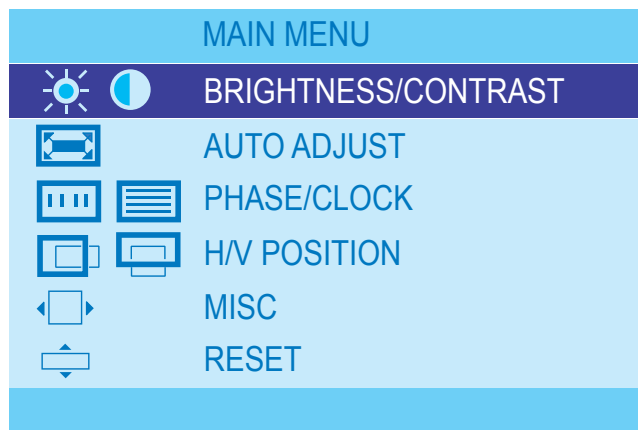 MAIN MENU
BRIGHTNESS/CONTRAST
AUTO ADJUST
PHASE/CLOCK
H/V POSITION
MISC
RESET